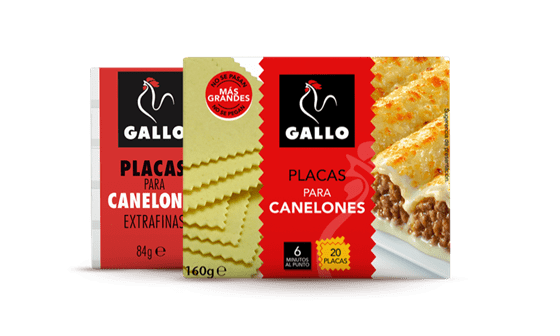 GALLO
PLACAS
PARA
CANELON
EXTRAFINAS
84g e
NO SE PASAN
MÁS
GRANDES
NO SE PEGAN
GALLO
PLACAS
PARA
CANELONES
6
MINUTOS
AL PUNTO
20
PLACAS
160g e